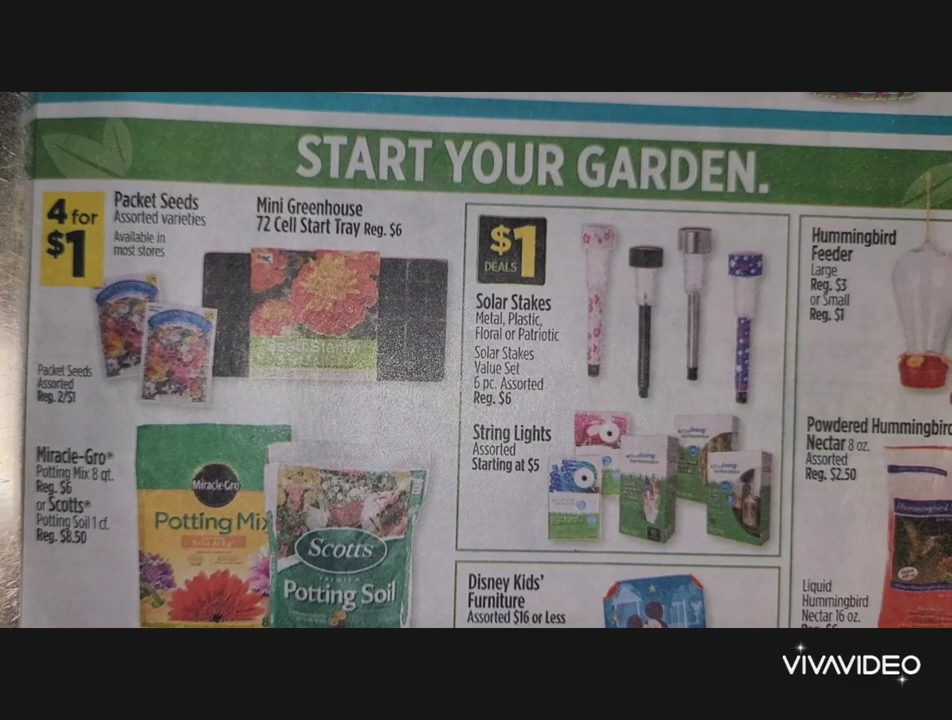 START YOUR GARDEN.
4 for
$1
Packet Seeds
Assorted varieties
Available in
most stores
Mini Greenhouse
72 Cell Start Tray Reg. $6
Packet Seeds
Assorted
Reg. 2/$1
Miracle-Gro®
Potting Mix 8 qt.
Reg. $6
or Scotts®
Potting Soil 1 cf.
Reg. $8.50
Miracle-Gro
Potting Mix
Scotts
Potting Soil
$1
DEALS
Solar Stakes
Metal, Plastic,
Floral or Patriotic
Solar Stakes
Value Set
6 pc. Assorted
Reg. $6
String Lights
Assorted
Starting at $5
Disney Kids'
Furniture
Assorted $16 or Less
Hummingbird
Feeder
Large
Reg. $3
or Small
Reg. $1
Powdered Hummingbird
Nectar 8 oz.
Assorted
Reg. $2.50
Hummingbird
Liquid
Hummingbird
Nectar 16 oz.
VIVAVIDEO